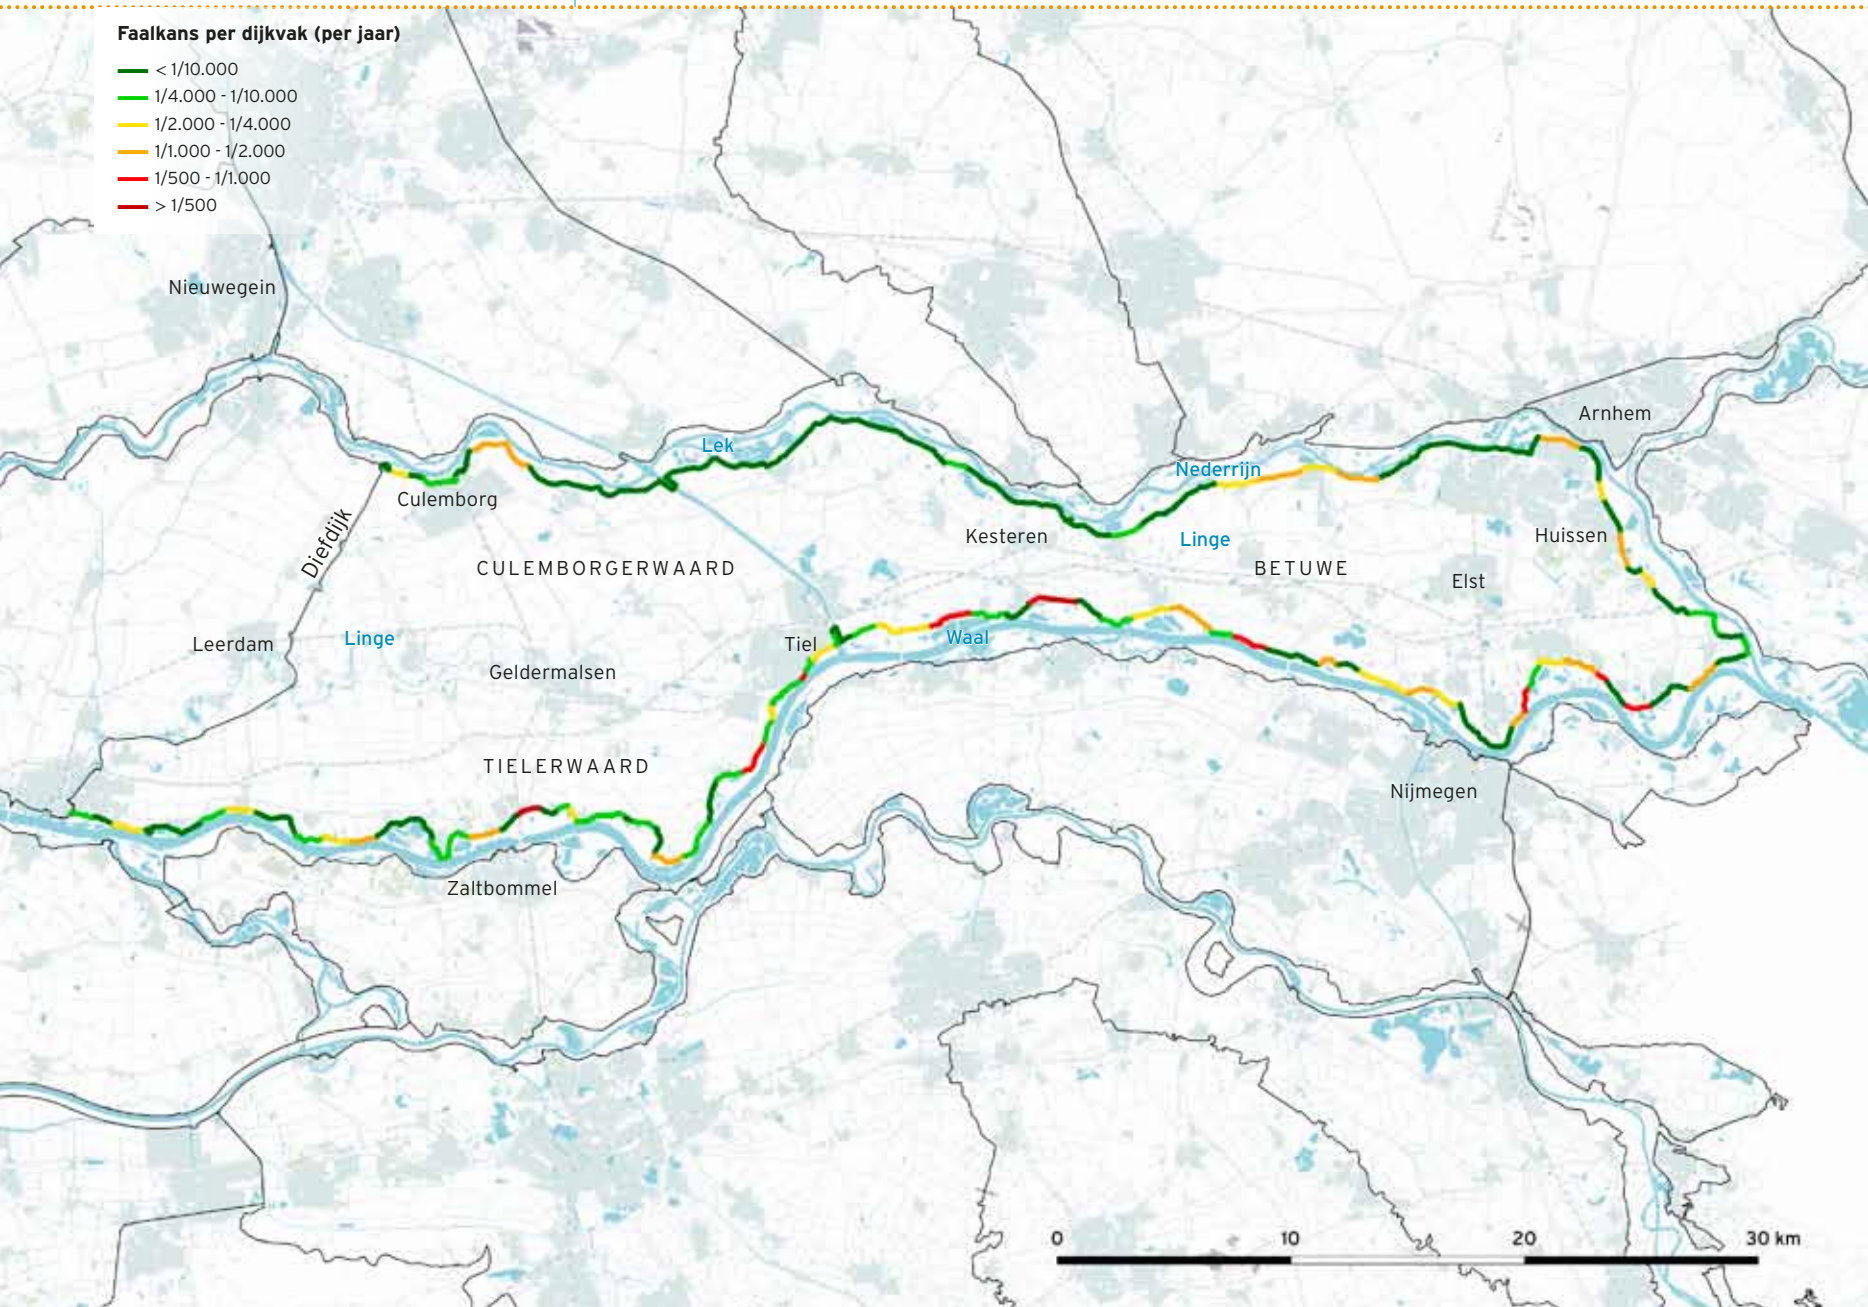 Faalkans per dijkvak (per jaar)
< 1/10.000
1/4.000 - 1/10.000
1/2.000 - 1/4.000
1/1.000 - 1/2.000
1/500 - 1/1.000
> 1/500
Nieuwegein
Arnhem
Lek
Nederrijn
Culemborg
Diefdijk
Kesteren
Linge
Huissen
CULEMBORGERWAARD
BETUWE
Elst
Leerdam
Linge
Tiel
Waal
Geldermalsen
TIELERWAARD
Nijmegen
Zaltbommel
0 10 20 30 km